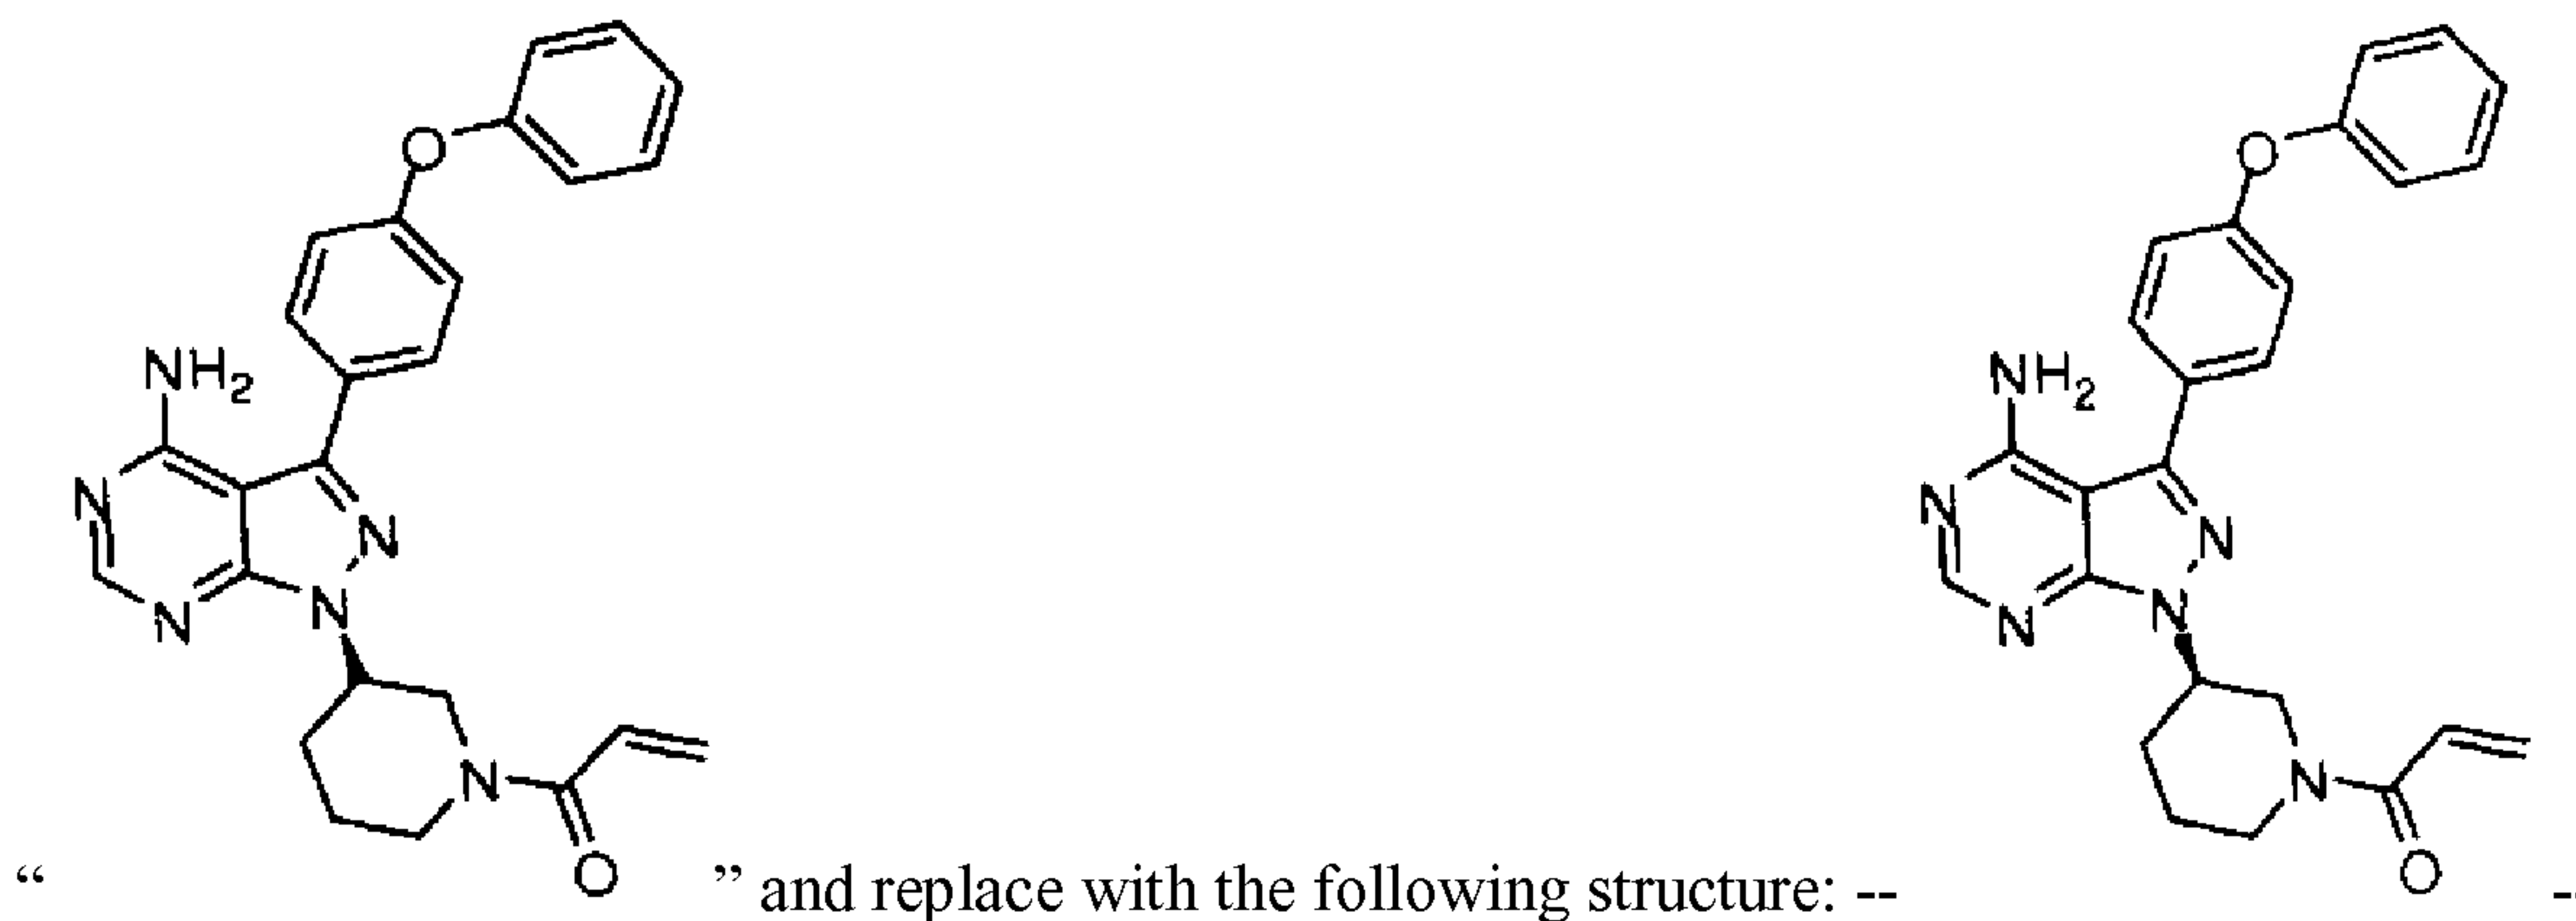 O O
NH2 NH2
N N N N
N N N N
N N
O O
“ ” and replace with the following structure: -- --